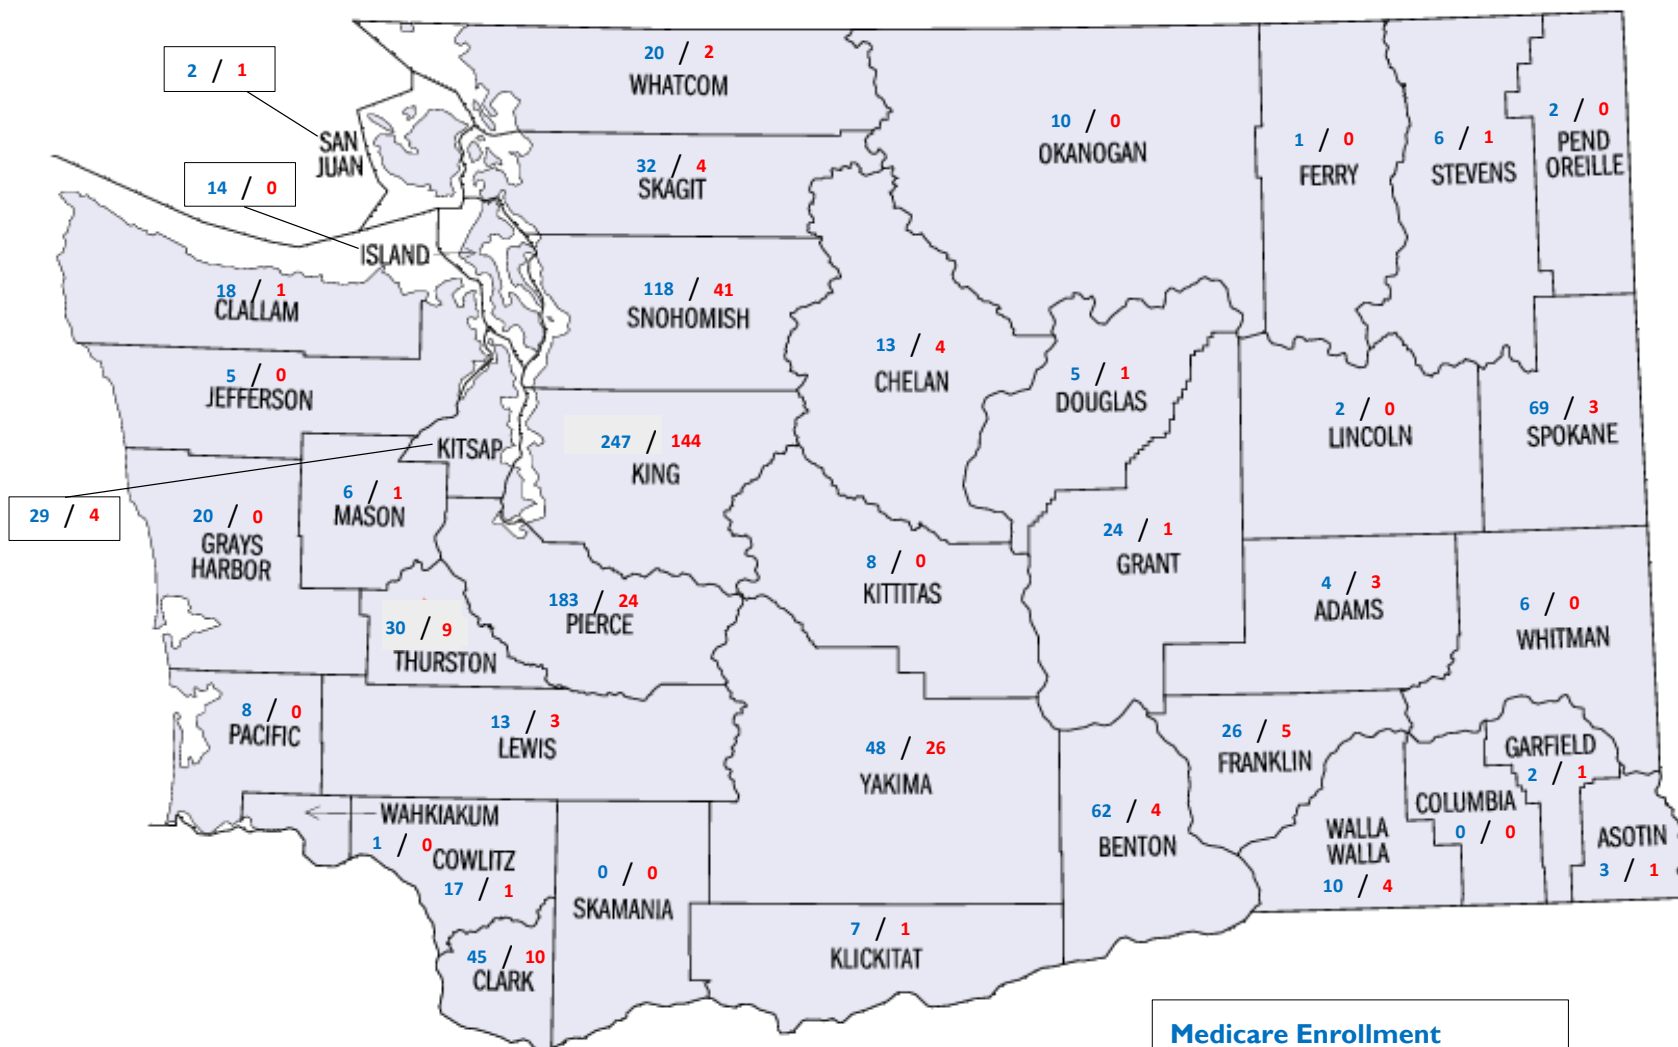 20 / 2
WHATCOM
2 / 1
SAN
JUAN
10 / 0
OKANOGAN
1 / 0
FERRY
6 / 1
STEVENS
2 / 0
PEND
OREILLE
32 / 4
SKAGIT
14 / 0
ISLAND
18 / 1
CLALLAM
118 / 41
SNOHOMISH
13 / 4
CHELAN
5 / 1
DOUGLAS
5 / 0
JEFFERSON
2 / 0
LINCOLN
69 / 3
SPOKANE
KITSAP
29 / 4
247 / 144
KING
6 / 1
MASON
20 / 0
GRAYS
HARBOR
24 / 1
GRANT
8 / 0
KITTITAS
4 / 3
ADAMS
6 / 0
WHITMAN
183 / 24
PIERCE
30 / 9
THURSTON
8 / 0
PACIFIC
13 / 3
LEWIS
48 / 26
YAKIMA
26 / 5
FRANKLIN
GARFIELD
2 / 1
62 / 4
BENTON
WALLA
WALLA
10 / 4
COLUMBIA
0 / 0
ASOTIN
3 / 1
WAHKIAKUM
1 / 0
COWLITZ
17 / 1
0 / 0
SKAMANIA
7 / 1
KLICKITAT
45 / 10
CLARK
Medicare Enrollment